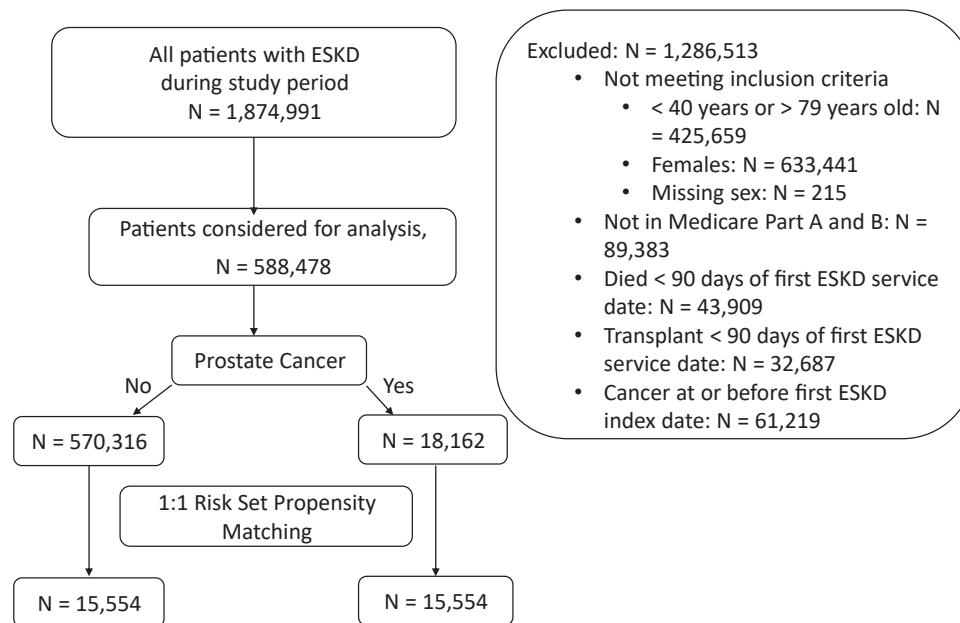 All patients with ESKD
during study period
N = 1,874,991
Patients considered for analysis,
N = 588,478
Prostate Cancer
No
Yes
N = 570,316
N = 18,162
1:1 Risk Set Propensity
Matching
N = 15,554
N = 15,554
Excluded: N = 1,286,513
• Not meeting inclusion criteria
• < 40 years or > 79 years old: N
= 425,659
• Females: N = 633,441
• Missing sex: N = 215
• Not in Medicare Part A and B: N =
89,383
• Died < 90 days of first ESKD service
date: N = 43,909
• Transplant < 90 days of first ESKD
service date: N = 32,687
• Cancer at or before first ESKD
index date: N = 61,219